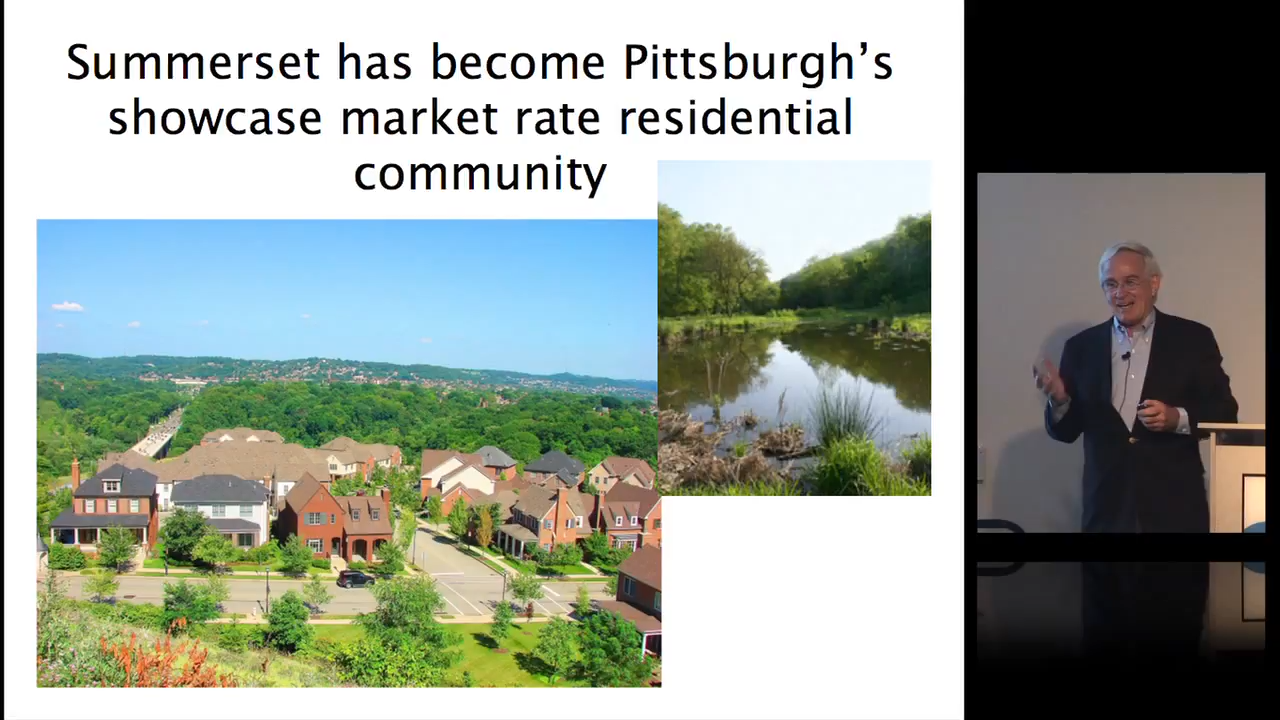 Summerset has become Pittsburgh’s
showcase market rate residential
community